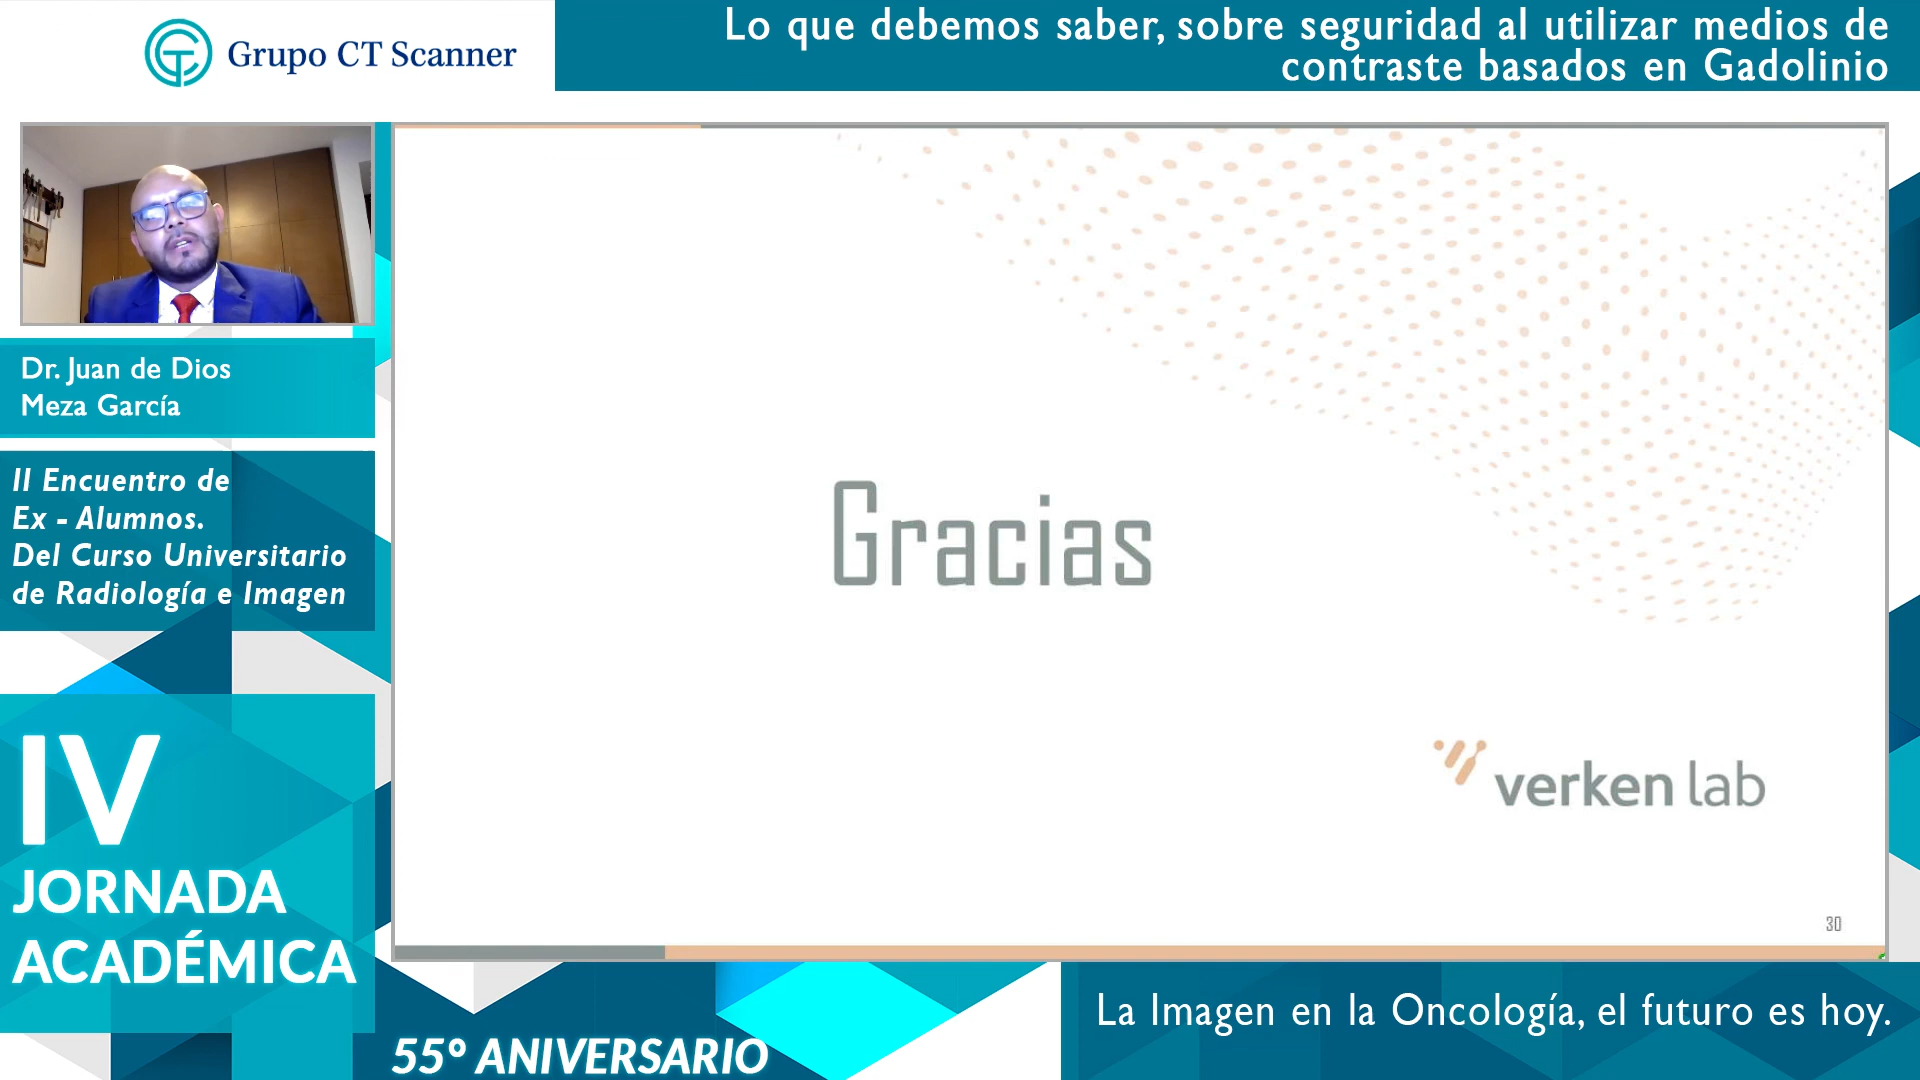 Grupo CT Scanner
Lo que debemos saber, sobre seguridad al utilizar medios de
contraste basados en Gadolinio
Dr. Juan de Dios
Meza García
II Encuentro de
Ex - Alumnos.
Del Curso Universitario
de Radiología e Imagen
IV
JORNADA
ACADÉMICA
Gracias
verken lab
30
55º ANIVERSARIO
La Imagen en la Oncología, el futuro es hoy.